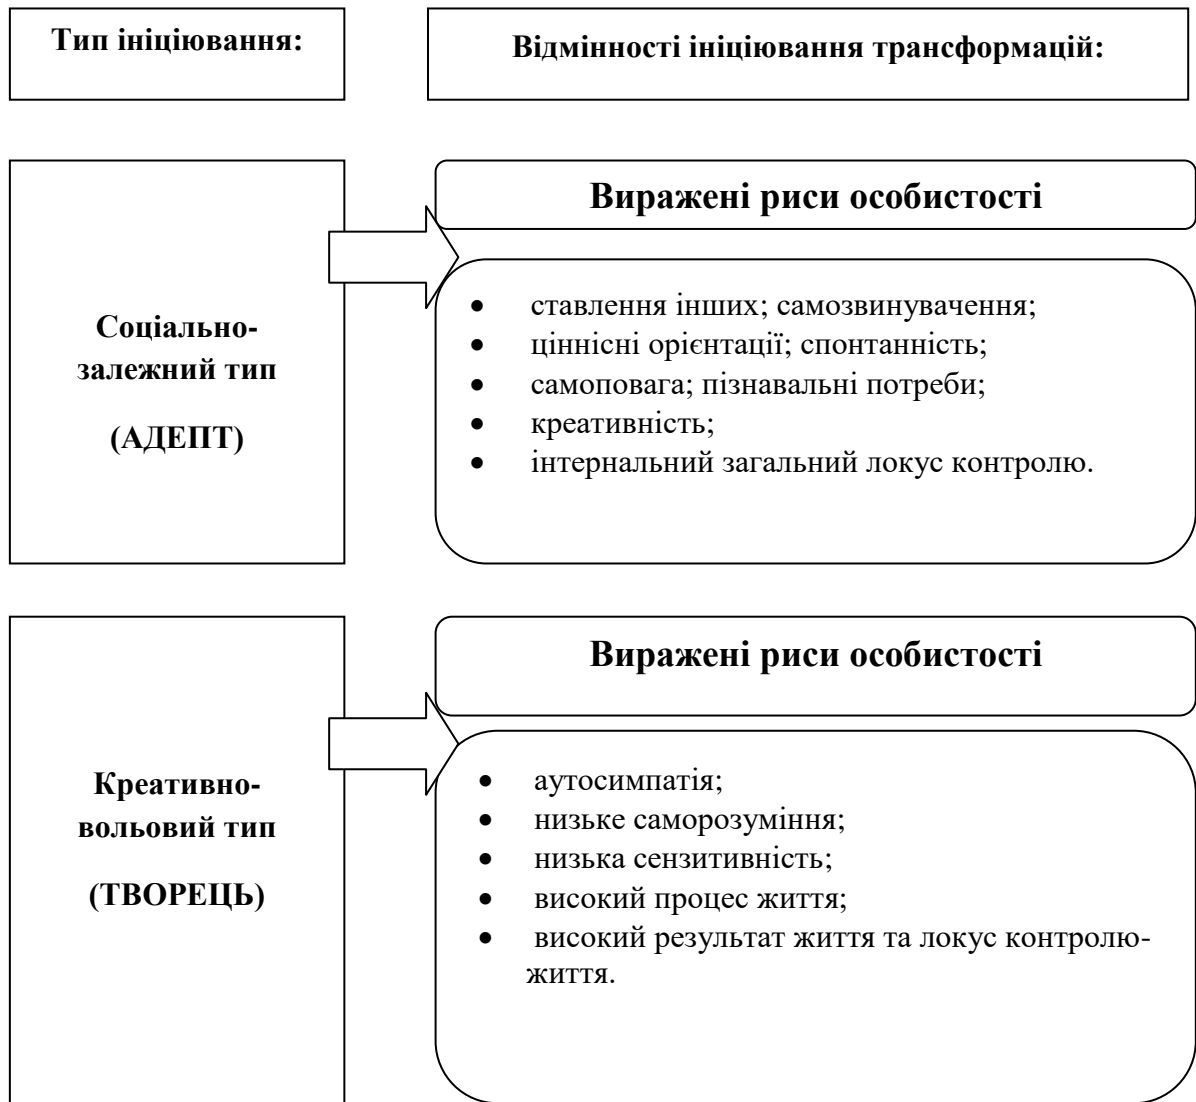 Тип ініціювання:
Відмінності ініціювання трансформацій:
Соціально-
залежний тип
(АДЕПТ)
Виражені риси особистості
• ставлення інших; самозвинувачення;
• ціннісні орієнтації; спонтанність;
• самоповага; пізнавальні потреби;
• креативність;
• інтернальний загальний локус контролю.
Креативно-
вольовий тип
(ТВОРЕЦЬ)
Виражені риси особистості
• аутосимпатія;
• низьке саморозуміння;
• низька сензитивність;
• високий процес життя;
• високий результат життя та локус контролю-
життя.